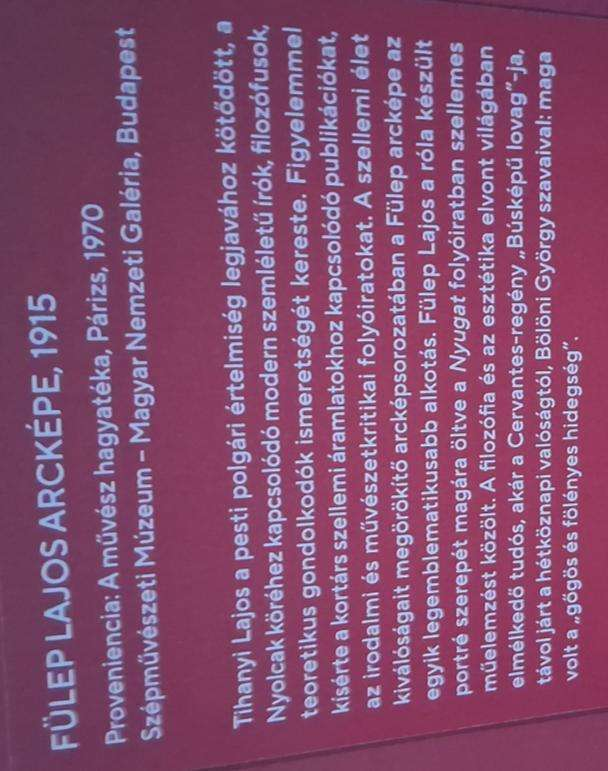 FÜLEP LAJOS ARCKÉPE, 1915
Proveniencia: A művész hagyatéka, Párizs, 1970
Szépművészeti Múzeum – Magyar Nemzeti Galéria, Budapest
Tihanyi Lajos a pesti polgári értelmiség legjavához kötődött, a
Nyolcak köréhez kapcsolódó modern szemléletű írók, filozófusok,
teoretikus gondolkodók ismeretségét kereste. Figyelemmel
kísérte a kortárs szellemi áramlatokhoz kapcsolódó publikációkat,
az irodalmi és művészetkritikai folyóiratokat. A szellemi élet
kiválóságait megörökítő arcképsorozatában a Fülep arcképe az
egyik legemblematikusabb alkotás. Fülep Lajos a róla készült
portré szerepét magára öltve a Nyugat folyóiratban szellemes
műelemzést közölt. A filozófia és az esztétika elvont világában
elmélkedő tudós, akár a Cervantes-regény „Búsképű lovag"-ja,
távol járt a hétköznapi valóságtól, Bölöni György szavaival: maga
volt a „gőgös és fölényes hidegség".